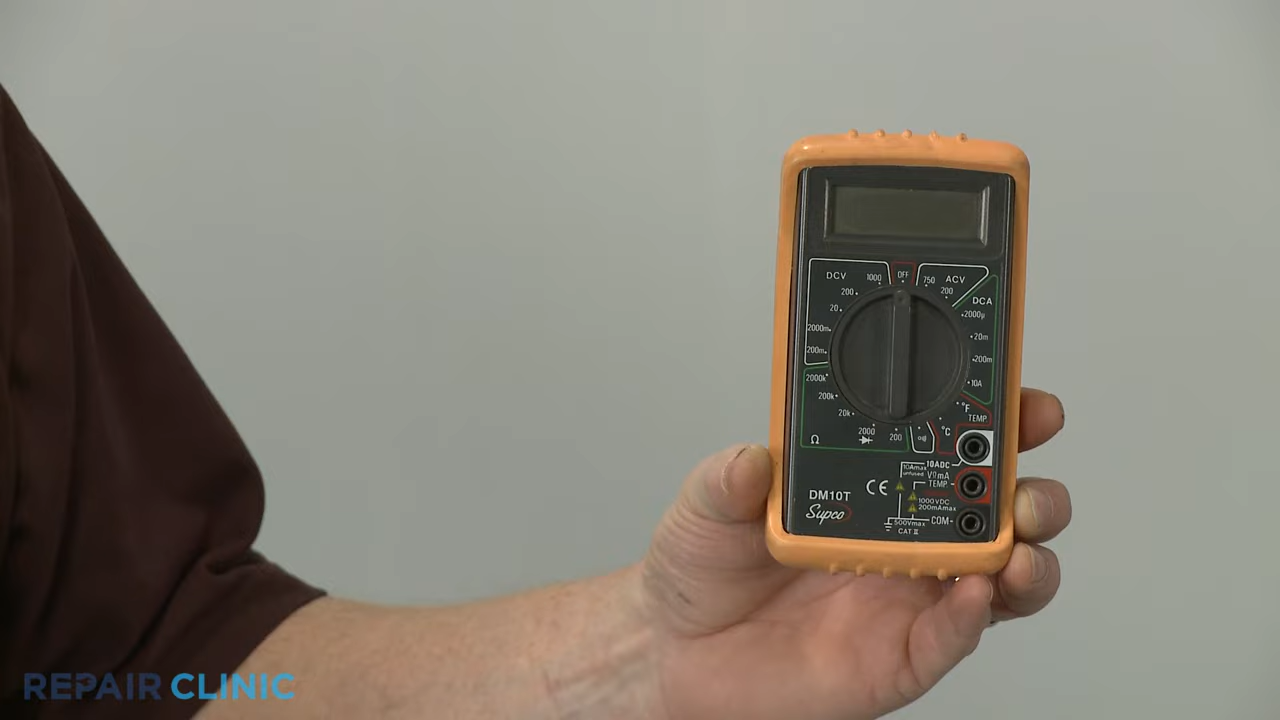 DCV 1000 OFF 750 ACV
200 200
DCA
20 2000µ
2000m 20m
200m 200m
2000k 10A
200k °F
20k TEMP.
2000 200 °C
Ω
10Amax
unfused
10ADC
VΩmA
TEMP.
CE
DM10T
1000VDC
200mAmax
Supco
500Vmax
COM
CAT II
REPAIR CLINIC